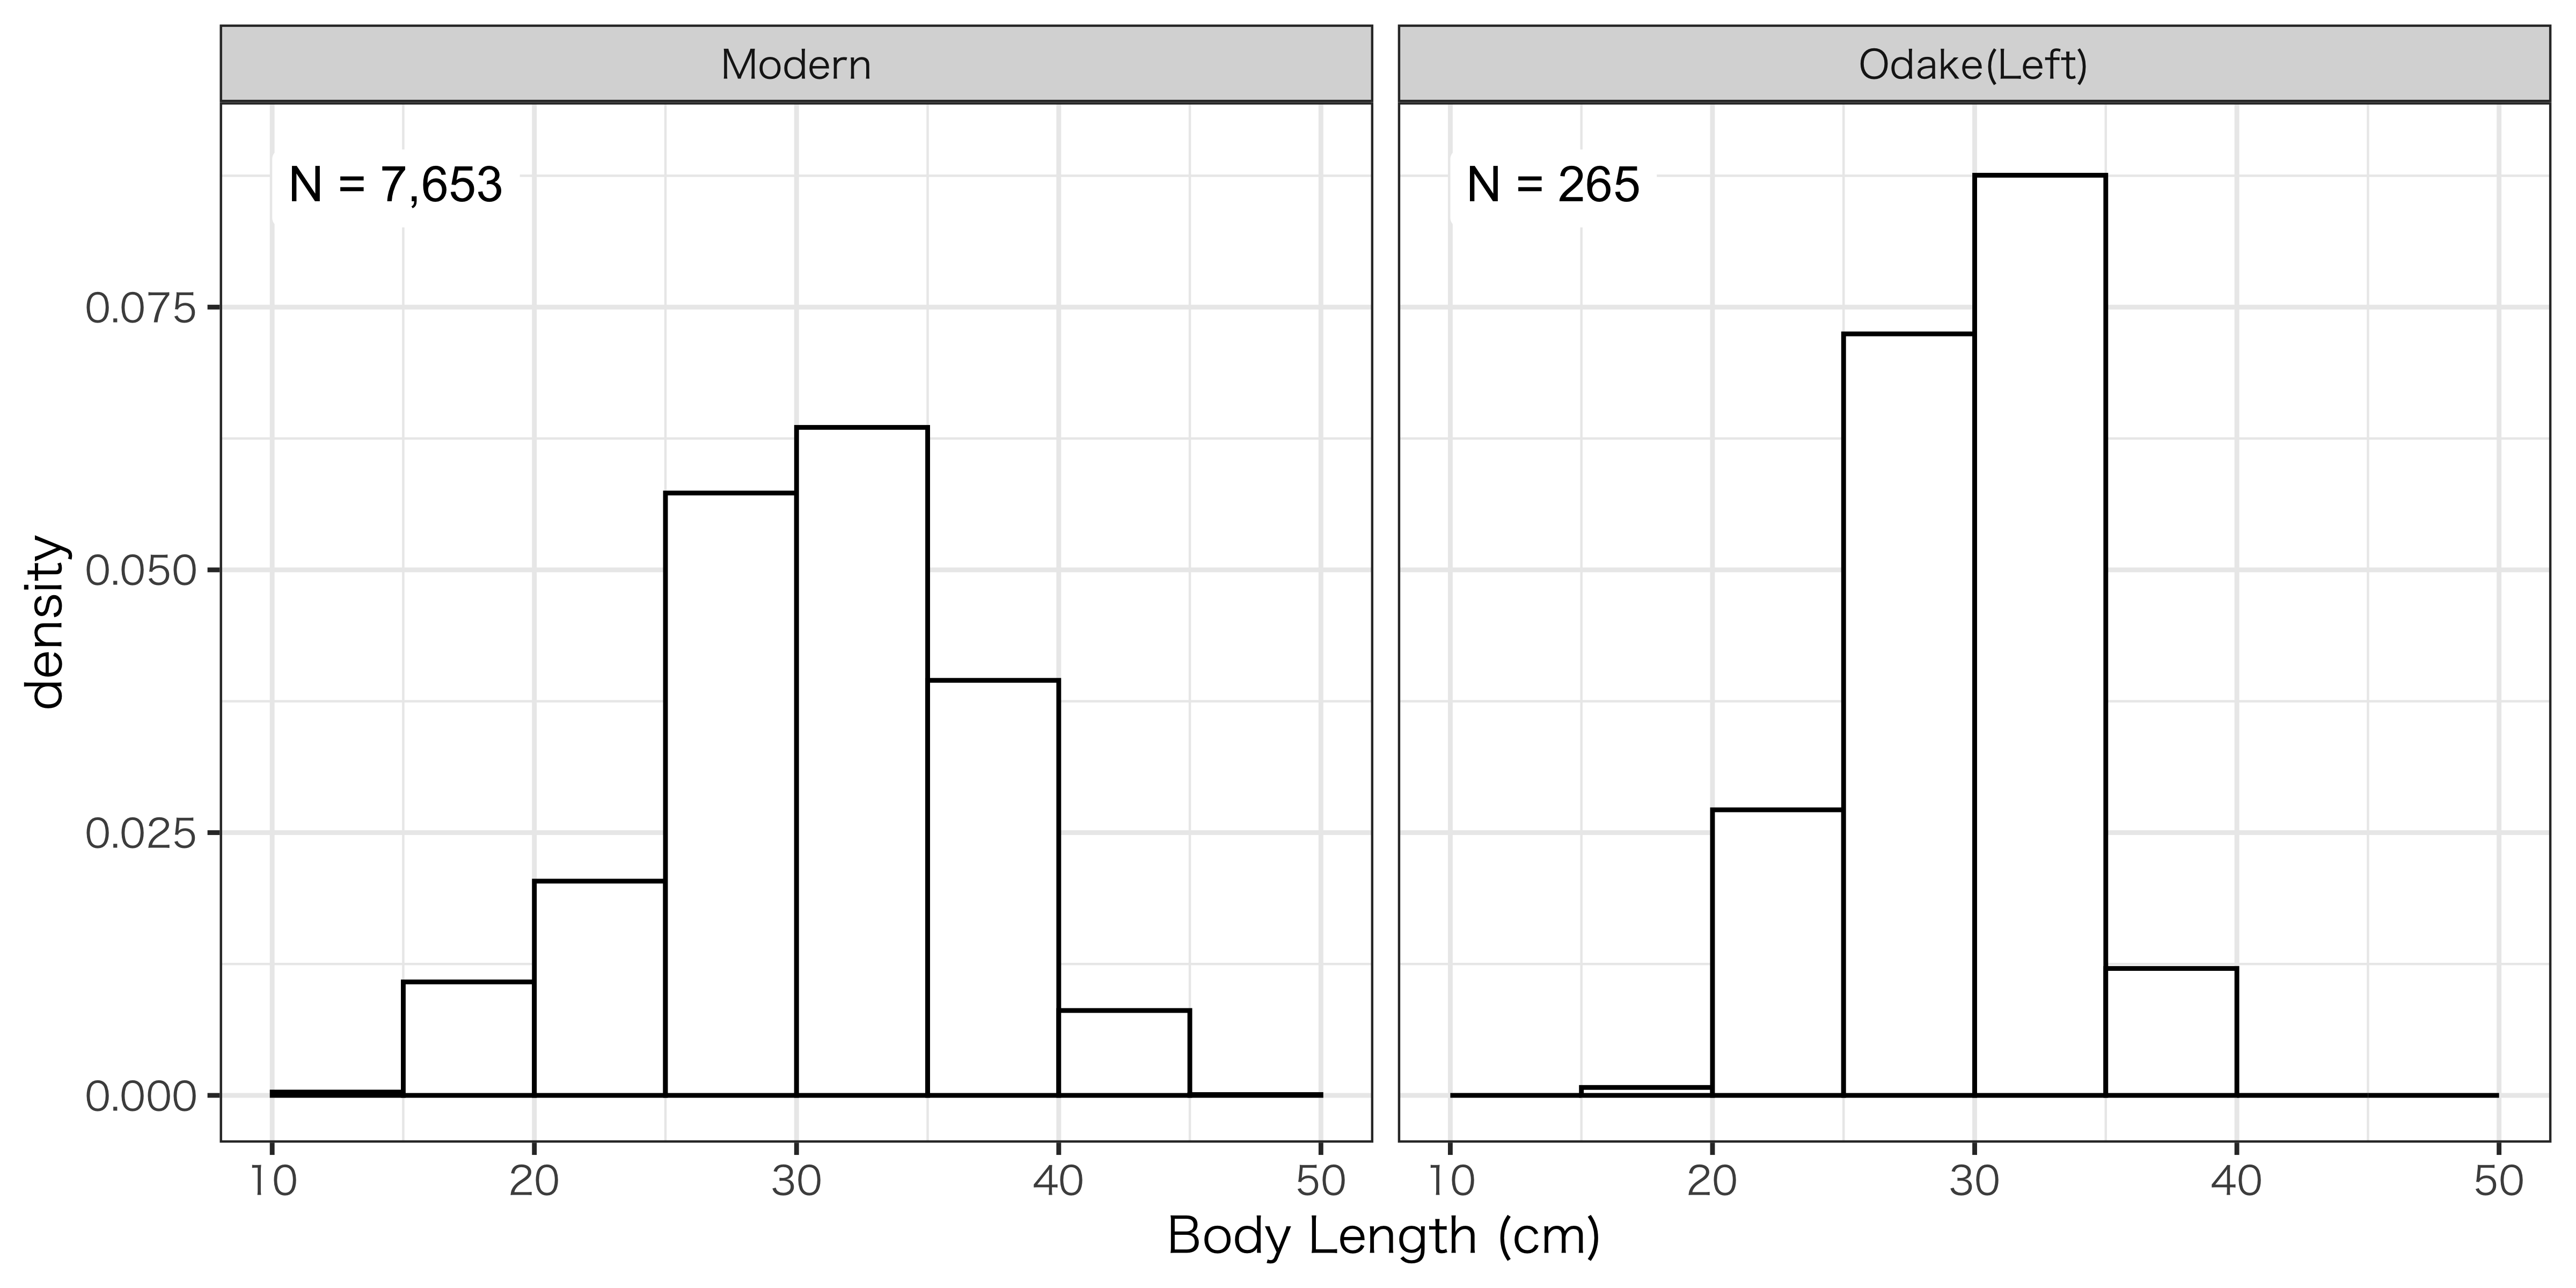 Modern
Odake(Left)
N = 7,653
N = 265
density
0.075
0.050
0.025
0.000
10 20 30 40 50
10 20 30 40 50
Body Length (cm)